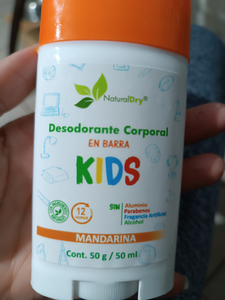 NaturalDry®
Desodorante Corporal
EN BARRA
KIDS
12
SIN
Aluminio
Parabenos
Fragancia Artificial
Alcohol
MANDARINA
Cont. 50 g / 50 ml